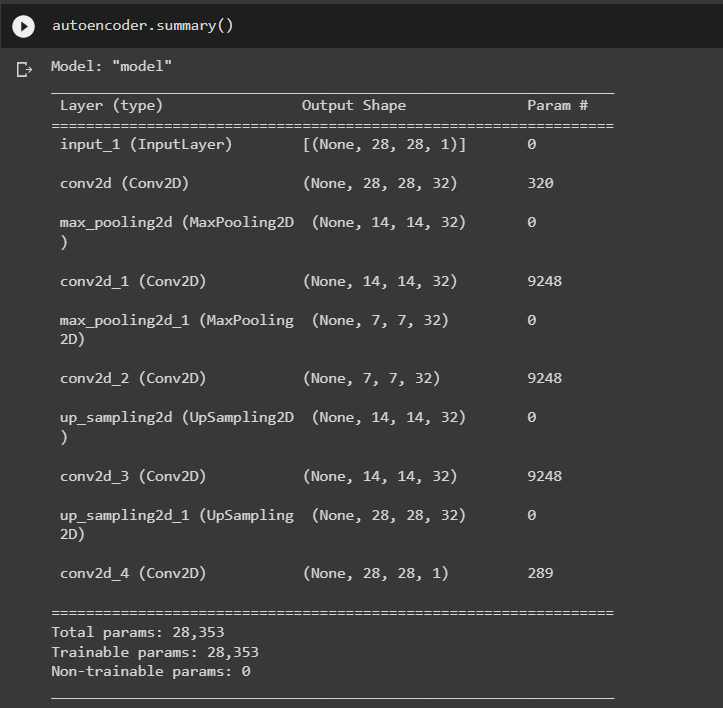 autoencoder.summary()
Model: "model"
Layer (type) Output Shape Param #
=================================================================
input_1 (InputLayer) [(None, 28, 28, 1)] 0
conv2d (Conv2D) (None, 28, 28, 32) 320
max_pooling2d (MaxPooling2D (None, 14, 14, 32) 0
)
conv2d_1 (Conv2D) (None, 14, 14, 32) 9248
max_pooling2d_1 (MaxPooling (None, 7, 7, 32) 0
2D)
conv2d_2 (Conv2D) (None, 7, 7, 32) 9248
up_sampling2d (UpSampling2D (None, 14, 14, 32) 0
)
conv2d_3 (Conv2D) (None, 14, 14, 32) 9248
up_sampling2d_1 (UpSampling (None, 28, 28, 32) 0
2D)
conv2d_4 (Conv2D) (None, 28, 28, 1) 289
=================================================================
Total params: 28,353
Trainable params: 28,353
Non-trainable params: 0